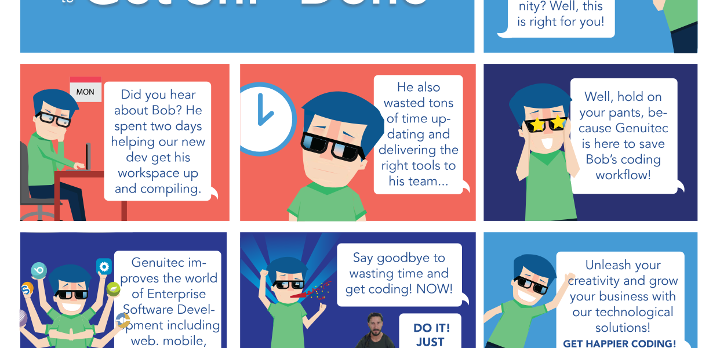 nity? Well, this
is right for you!
MON
Did you hear
about Bob? He
spent two days
helping our new
dev get his
workspace up
and compiling.
He also
wasted tons
of time up-
dating and
delivering the
right tools to
his team...
Well, hold on
your pants, be-
cause Genuitec
is here to save
Bob's coding
workflow!
Genuitec im-
proves the world
of Enterprise
Software Devel-
opment including
web, mobile,
Say goodbye to
wasting time and
get coding! NOW!
DO IT!
JUST
Unleash your
creativity and grow
your business with
our technological
solutions!
GET HAPPIER CODING!